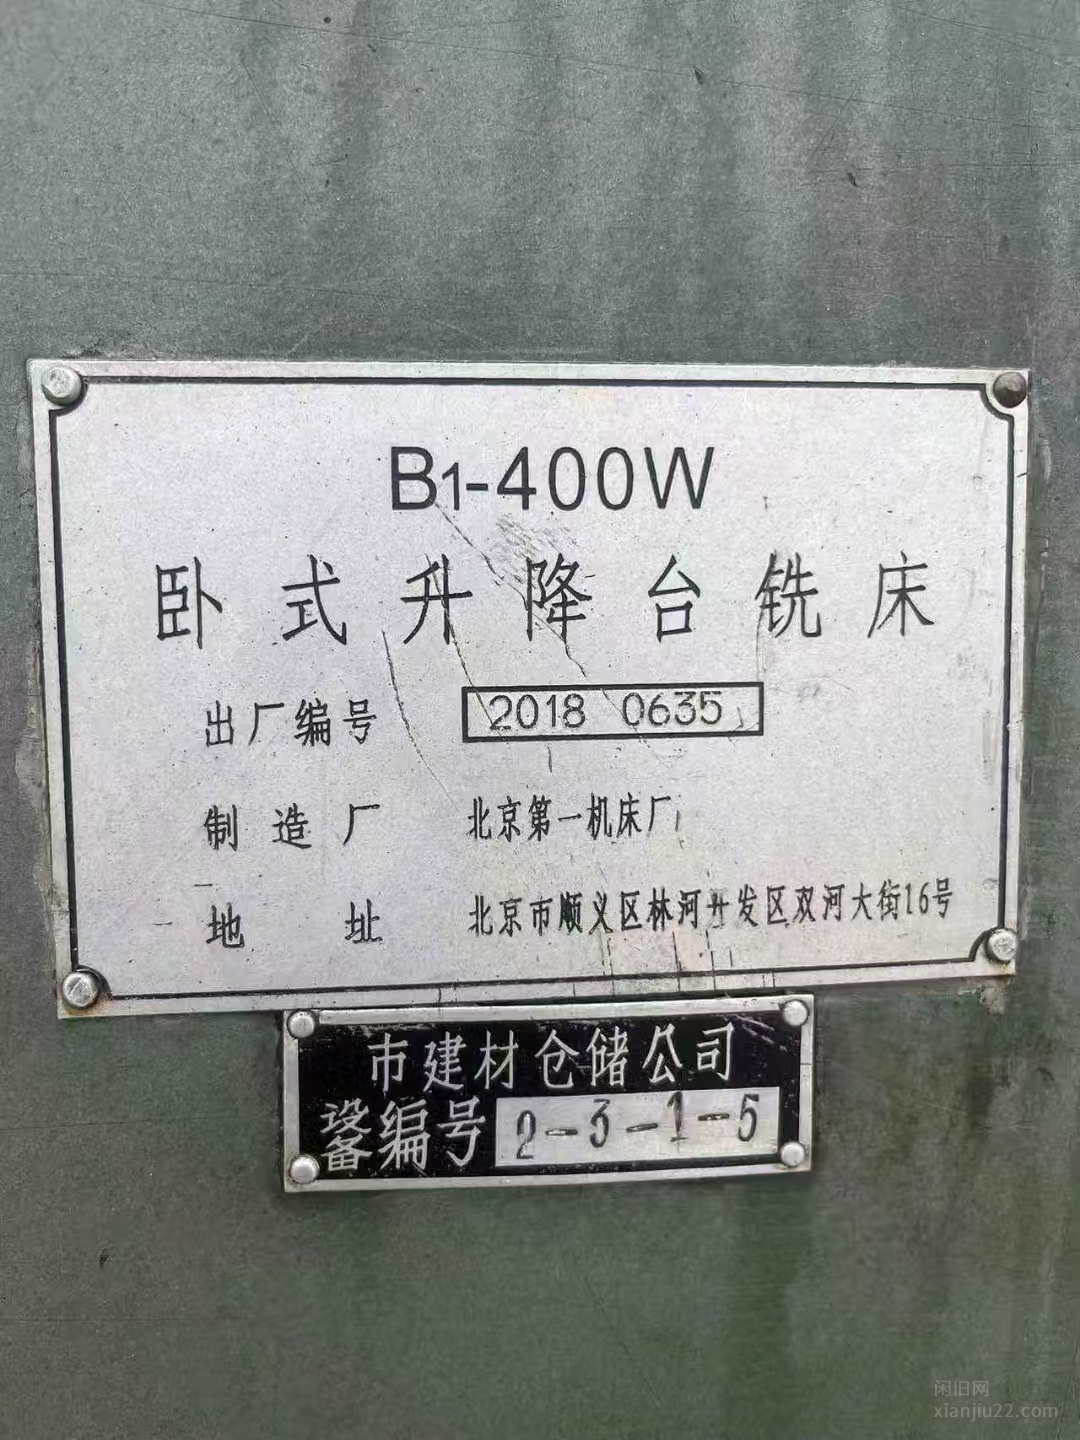 B1-400W
卧式升降台铣床
出厂编号 2018 0635
制造厂 北京第一机床厂
地址 北京市顺义区林河开发区双河大街16号
市建材仓储公司
设备编号 2-3-1-5
闲旧网
xianjiu22.com